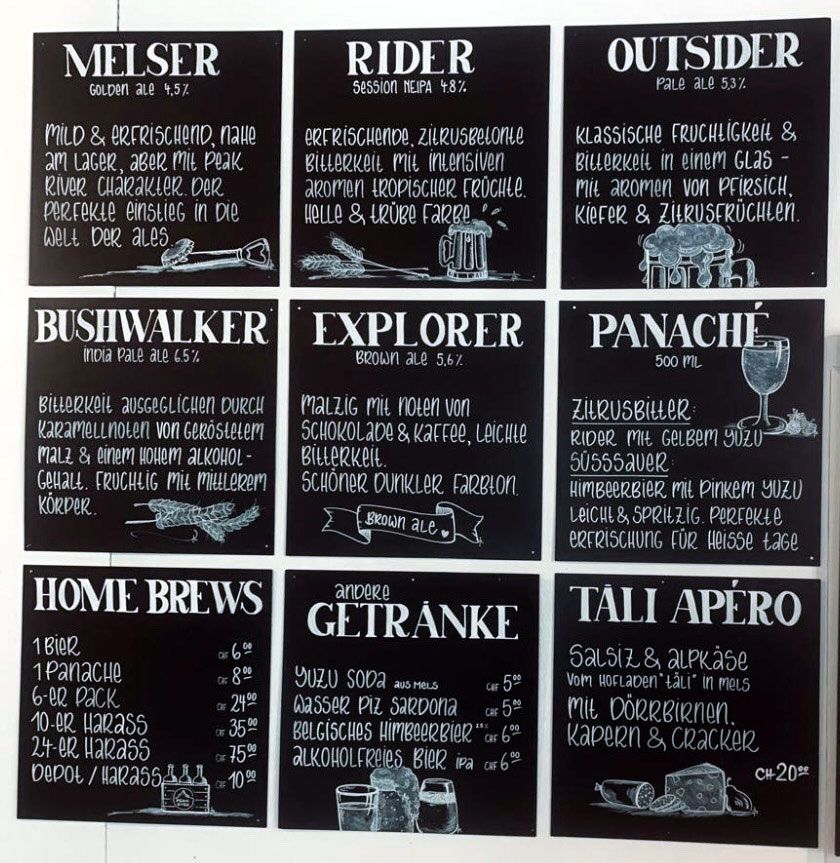 MELSER
GOLDEN ALE 4,5%
MILD & ERFRISCHEND, NAHE
AM LAGER, ABER MIT PEAK
RIVER CHARAKTER. DER
PERFEKTE EINSTIEG IN DIE
WELT DER ALES.
RIDER
SESSION NEIPA 4.8%
ERFRISCHENDE, ZITRUSBETONTE
BITTERKEIT MIT INTENSIVEN
AROMEN TROPISCHER FRÜCHTE.
HELLE & TRÜBE FARBE.
OUTSIDER
PALE ALE 5,3%
KLASSISCHE FRUCHTIGKEIT &
BITTERKEIT IN EINEM GLAS -
MIT AROMEN VON PFIRSICH,
KIEFER & ZITRUSFRÜCHTEN.
BUSHWALKER
INDIA PALE ALE 6.5%
BITTERKEIT AUSGEGLICHEN DURCH
KARAMELLNOTEN VON GERÖSTETEM
MALZ & EINEM HOHEM ALKOHOL-
GEHALT. FRUCHTIG MIT MITTLEREM
KÖRPER.
EXPLORER
BROWN ALE 5,6%
MALZIG MIT NOTEN VON
SCHOKOLADE & KAFFEE, LEICHTE
BITTERKEIT.
SCHÖNER DUNKLER FARBTON.
BROWN ALE
PANACHÉ
500 ML
ZITRUSBITTER:
RIDER MIT GELBEM YUZU
SÜSSSAUER:
HIMBEERBIER MIT PINKEM YUZU
LEICHT & SPRITZIG. PERFEKTE
ERFRISCHUNG FÜR HEISSE TAGE
HOME BREWS
1 BIER CHF 6.00
1 PANACHE CHF 8.00
6-ER PACK CHF 24.00
10-ER HARASS CHF 35.00
24-ER HARASS CHF 75.00
DEPOT / HARASS CHF 10.00
ANDERE
GETRÄNKE
YUZU SODA AUS MELS CHF 5.00
WASSER PIZ SARDONA CHF 5.00
BELGISCHES HIMBEERBIER CHF 6.00
ALKOHOLFREIES BIER IPA CHF 6.00
TÄLI APÉRO
SALSIZ & ALPKÄSE
VOM HOFLADEN "TÄLI" IN MELS
MIT DÖRRBIRNEN,
KAPERN & CRACKER
CH 20.00